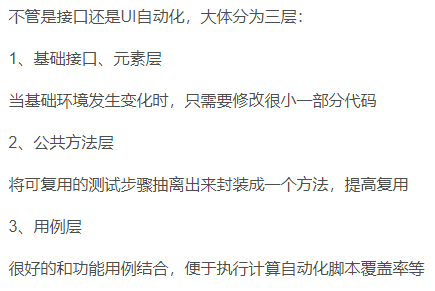 不管是接口还是UI自动化，大体分为三层：
1、基础接口、元素层
当基础环境发生变化时，只需要修改很小一部分代码
2、公共方法层
将可复用的测试步骤抽离出来封装成一个方法，提高复用
3、用例层
很好的和功能用例结合，便于执行计算自动化脚本覆盖率等